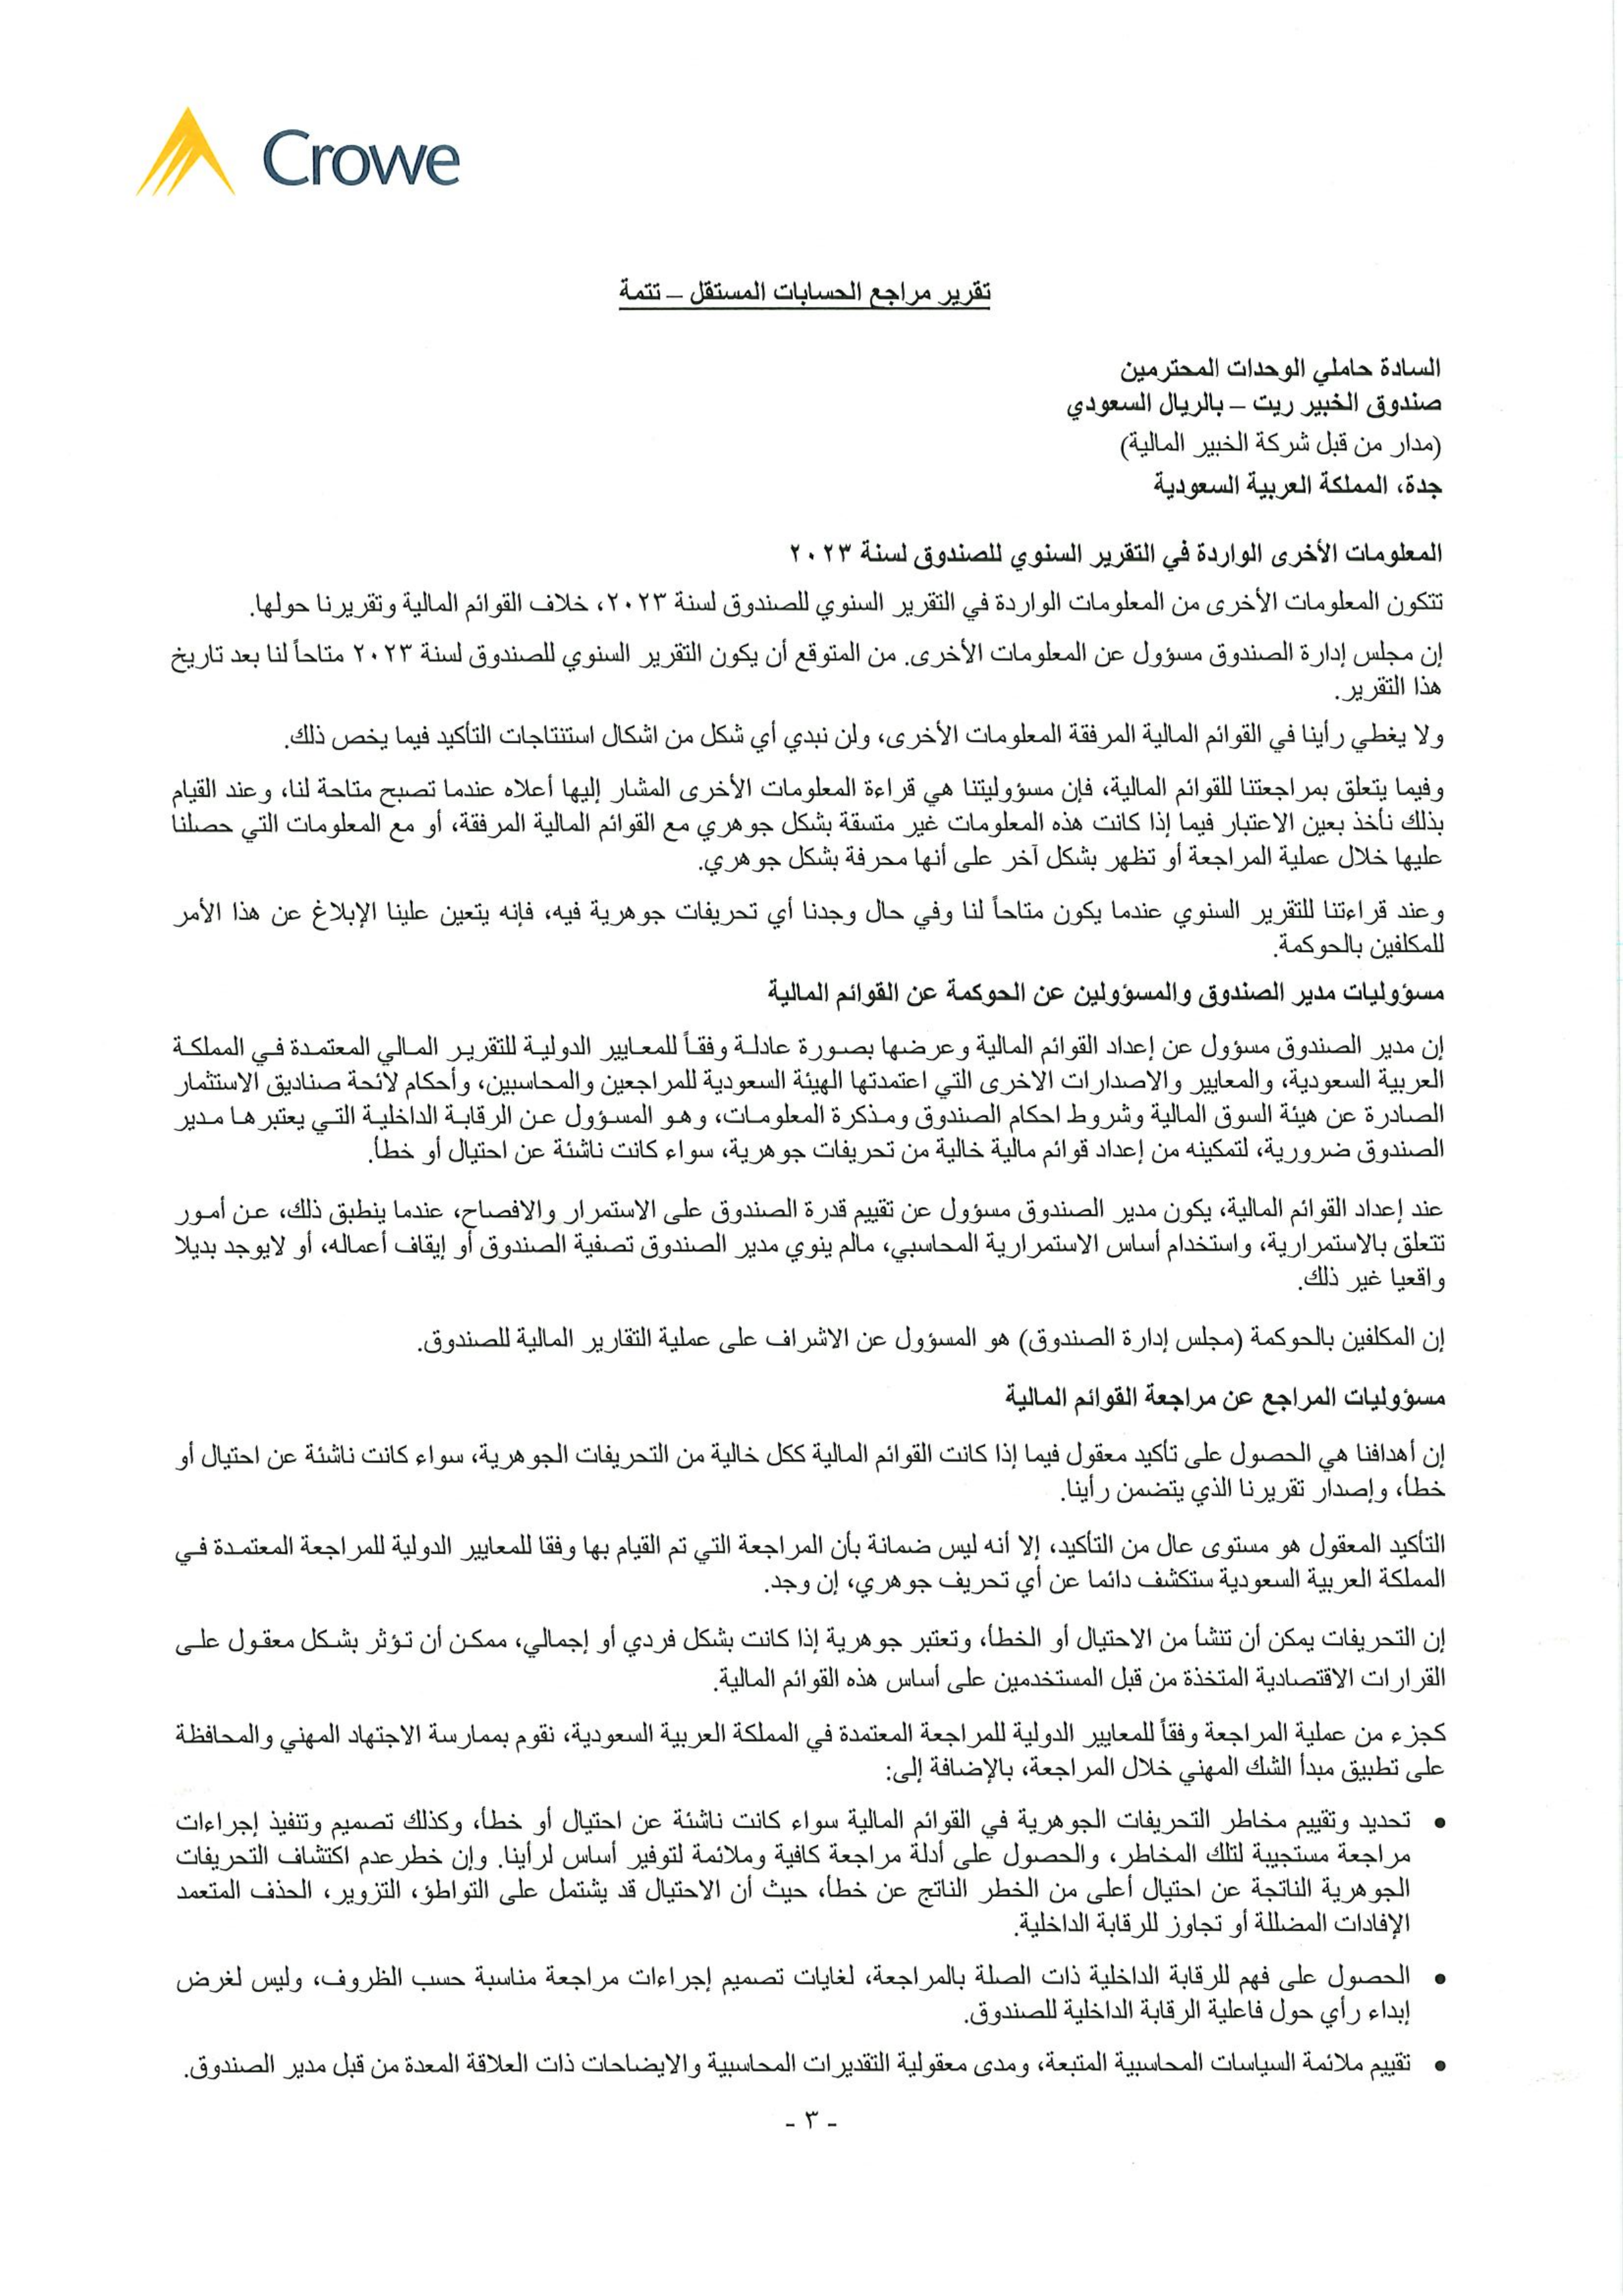 Crowe
تقرير مراجع الحسابات المستقل – تتمة
السادة حاملي الوحدات المحترمين
صندوق الخبير ريت – بالريال السعودي
(مدار من قبل شركة الخبير المالية)
جدة، المملكة العربية السعودية
المعلومات الأخرى الواردة في التقرير السنوي للصندوق لسنة ٢٠٢٣
تتكون المعلومات الأخرى من المعلومات الواردة في التقرير السنوي للصندوق لسنة ٢٠٢٣، خلاف القوائم المالية وتقريرنا حولها.
إن مجلس إدارة الصندوق مسؤول عن المعلومات الأخرى. من المتوقع أن يكون التقرير السنوي للصندوق لسنة ٢٠٢٣ متاحاً لنا بعد تاريخ
هذا التقرير.
ولا يغطي رأينا في القوائم المالية المرفقة المعلومات الأخرى، ولن نبدي أي شكل من اشكال استنتاجات التأكيد فيما يخص ذلك.
وفيما يتعلق بمراجعتنا للقوائم المالية، فإن مسؤوليتنا هي قراءة المعلومات الأخرى المشار إليها أعلاه عندما تصبح متاحة لنا، وعند القيام
بذلك نأخذ بعين الاعتبار فيما إذا كانت هذه المعلومات غير متسقة بشكل جوهري مع القوائم المالية المرفقة، أو مع المعلومات التي حصلنا
عليها خلال عملية المراجعة أو تظهر بشكل آخر على أنها محرفة بشكل جوهري.
وعند قراءتنا للتقرير السنوي عندما يكون متاحاً لنا وفي حال وجدنا أي تحريفات جوهرية فيه، فإنه يتعين علينا الإبلاغ عن هذا الأمر
للمكلفين بالحوكمة.
مسؤوليات مدير الصندوق والمسؤولين عن الحوكمة عن القوائم المالية
إن مدير الصندوق مسؤول عن إعداد القوائم المالية وعرضها بصورة عادلة وفقاً للمعايير الدولية للتقرير المالي المعتمدة في المملكة
العربية السعودية، والمعايير والاصدارات الاخرى التي اعتمدتها الهيئة السعودية للمراجعين والمحاسبين، وأحكام لائحة صناديق الاستثمار
الصادرة عن هيئة السوق المالية وشروط احكام الصندوق ومذكرة المعلومات، وهو المسؤول عن الرقابة الداخلية التي يعتبرها مدير
الصندوق ضرورية، لتمكينه من إعداد قوائم مالية خالية من تحريفات جوهرية، سواء كانت ناشئة عن احتيال أو خطأ.
عند إعداد القوائم المالية، يكون مدير الصندوق مسؤول عن تقييم قدرة الصندوق على الاستمرار والافصاح، عندما ينطبق ذلك، عن أمور
تتعلق بالاستمرارية، واستخدام أساس الاستمرارية المحاسبي، مالم ينوي مدير الصندوق تصفية الصندوق أو إيقاف أعماله، أو لايوجد بديلا
واقعيا غير ذلك.
إن المكلفين بالحوكمة (مجلس إدارة الصندوق) هو المسؤول عن الاشراف على عملية التقارير المالية للصندوق.
مسؤوليات المراجع عن مراجعة القوائم المالية
إن أهدافنا هي الحصول على تأكيد معقول فيما إذا كانت القوائم المالية ككل خالية من التحريفات الجوهرية، سواء كانت ناشئة عن احتيال أو
خطأ، وإصدار تقريرنا الذي يتضمن رأينا.
التأكيد المعقول هو مستوى عال من التأكيد، إلا أنه ليس ضمانة بأن المراجعة التي تم القيام بها وفقا للمعايير الدولية للمراجعة المعتمدة في
المملكة العربية السعودية ستكشف دائما عن أي تحريف جوهري، إن وجد.
إن التحريفات يمكن أن تنشأ من الاحتيال أو الخطأ، وتعتبر جوهرية إذا كانت بشكل فردي أو إجمالي، ممكن أن تؤثر بشكل معقول على
القرارات الاقتصادية المتخذة من قبل المستخدمين على أساس هذه القوائم المالية.
كجزء من عملية المراجعة وفقاً للمعايير الدولية للمراجعة المعتمدة في المملكة العربية السعودية، نقوم بممارسة الاجتهاد المهني والمحافظة
على تطبيق مبدأ الشك المهني خلال المراجعة، بالإضافة إلى:
• تحديد وتقييم مخاطر التحريفات الجوهرية في القوائم المالية سواء كانت ناشئة عن احتيال أو خطأ، وكذلك تصميم وتنفيذ إجراءات
مراجعة مستجيبة لتلك المخاطر، والحصول على أدلة مراجعة كافية وملائمة لتوفير أساس لرأينا. وإن خطر عدم اكتشاف التحريفات
الجوهرية الناتجة عن احتيال أعلى من الخطر الناتج عن خطأ، حيث أن الاحتيال قد يشتمل على التواطؤ، التزوير، الحذف المتعمد
الإفادات المضللة أو تجاوز للرقابة الداخلية.
• الحصول على فهم للرقابة الداخلية ذات الصلة بالمراجعة، لغايات تصميم إجراءات مراجعة مناسبة حسب الظروف، وليس لغرض
إبداء رأي حول فاعلية الرقابة الداخلية للصندوق.
• تقييم ملائمة السياسات المحاسبية المتبعة، ومدى معقولية التقديرات المحاسبية والايضاحات ذات العلاقة المعدة من قبل مدير الصندوق.
- ٣ -